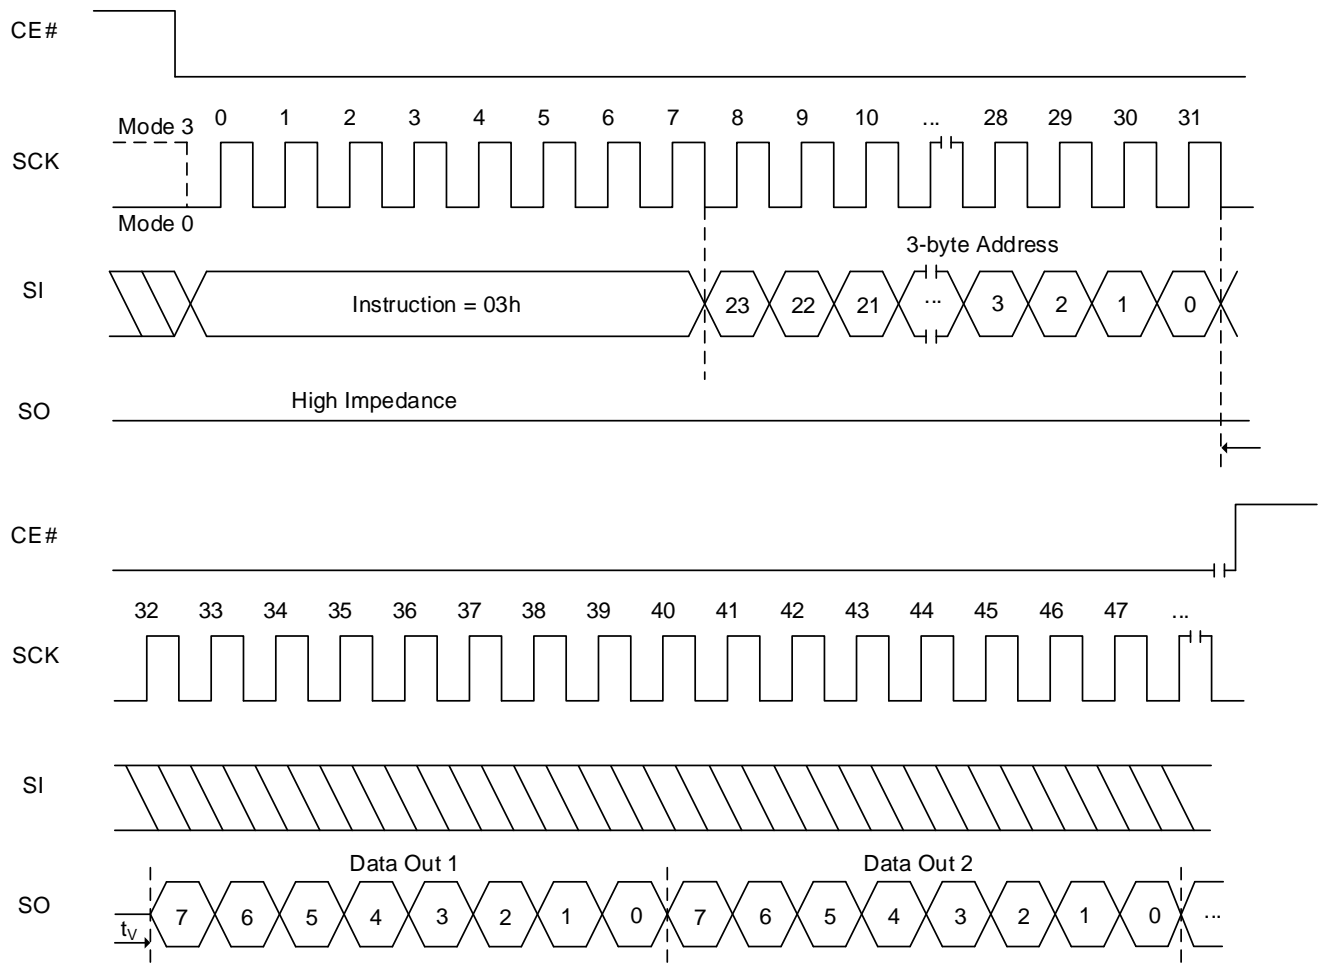 CE#
Mode 3
0 1 2 3 4 5 6 7 8 9 10 ... 28 29 30 31
SCK
Mode 0
3-byte Address
SI
Instruction = 03h
23 22 21 ... 3 2 1 0
SO
High Impedance
CE#
32 33 34 35 36 37 38 39 40 41 42 43 44 45 46 47 ...
SCK
SI
Data Out 1
Data Out 2
SO
7 6 5 4 3 2 1 0 7 6 5 4 3 2 1 0 ...
tV